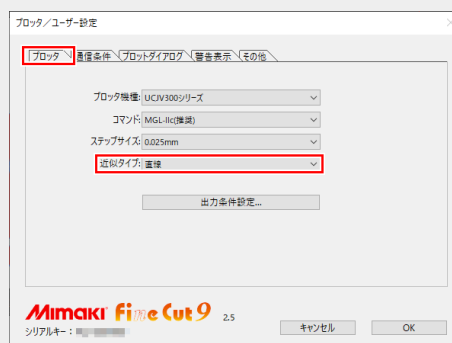 プロッタ／ユーザー設定
プロッタ 通信条件 プロットダイアログ 警告表示 その他
プロッタ機種: UCJV300シリーズ
コマンド: MGL-IIc(推奨)
ステップサイズ: 0.025mm
近似タイプ: 直線
出力条件設定...
Mimaki Fine Cut 9 2.5
シリアルキー：
キャンセル OK